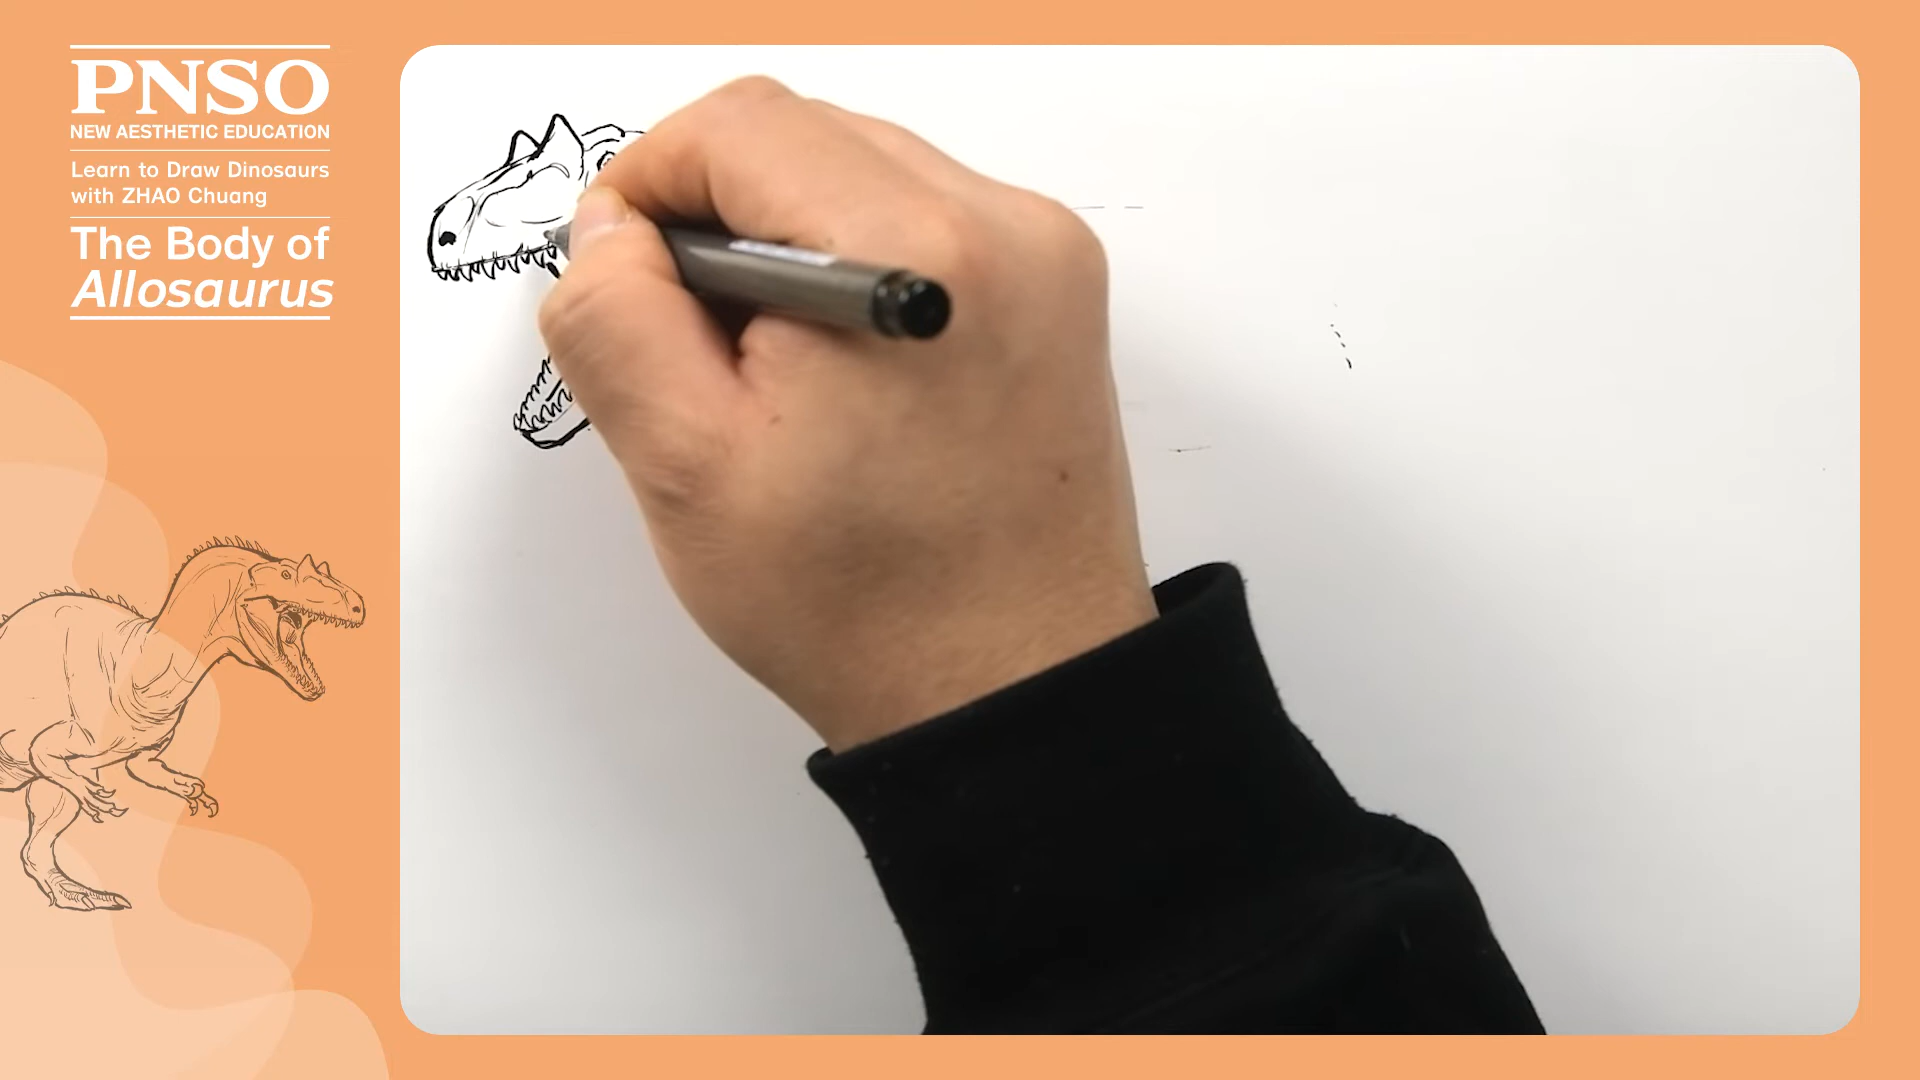 PNSO
NEW AESTHETIC EDUCATION
Learn to Draw Dinosaurs
with ZHAO Chuang
The Body of
Allosaurus